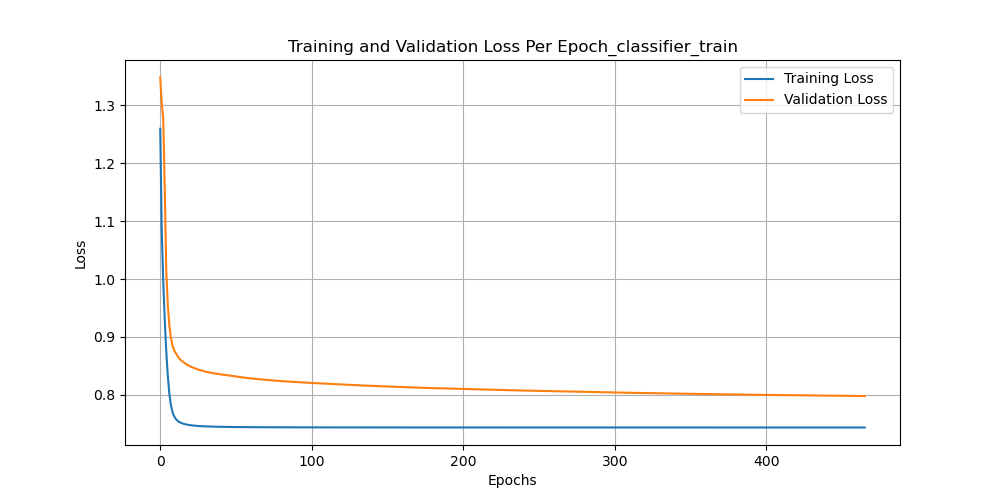 Training and Validation Loss Per Epoch_classifier_train
Training Loss
Validation Loss
1.3
1.2
1.1
1.0
0.9
0.8
Loss
0 100 200 300 400
Epochs